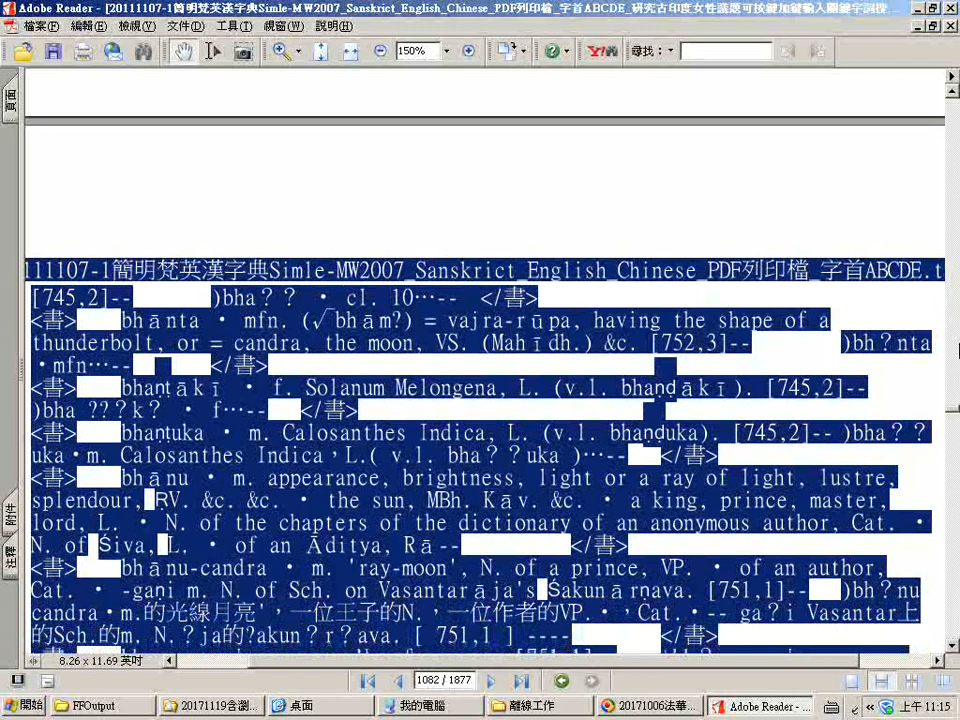 Adobe Reader - [20111107-1簡明梵英漢字典Simle-MW2007_Sanskrict_English_Chinese_PDF列印檔_字首ABCDE_研究古印度女性議題可按鍵加鍵輸入關鍵字詞搜...
檔案(F) 編輯(E) 檢視(V) 文件(D) 工具(T) 視窗(W) 說明(H)
150% Y! 尋找:
頁面
111107-1簡明梵英漢字典Simle-MW2007_Sanskrict_English_Chinese_PDF列印檔_字首ABCDE.t
[745,2]-- )bha？？ ‧ cl. 10…-- </書>
<書> bhānta ‧ mfn. (√bhām?) = vajra-rūpa, having the shape of a
thunderbolt, or = candra, the moon, VS. (Mahīdh.) &c. [752,3]-- )bh？nta
‧mfn…-- </書>
<書> bhaṇṭākī ‧ f. Solanum Melongena, L. (v.l. bhaṇḍākī). [745,2]--
)bha ???k? ‧ f…-- </書>
<書> bhaṇṭuka ‧ m. Calosanthes Indica, L. (v.l. bhaṇḍuka). [745,2]-- )bha？？
uka‧m. Calosanthes Indica，L.( v.l. bha？？uka )…-- </書>
<書> bhānu ‧ m. appearance, brightness, light or a ray of light, lustre,
splendour, ṚV. &c. &c. ‧ the sun, MBh. Kāv. &c. ‧ a king, prince, master,
lord, L. ‧ N. of the chapters of the dictionary of an anonymous author, Cat. ‧
N. of Śiva, L. ‧ of an Āditya, Rā-- </書>
<書> bhānu-candra ‧ m. 'ray-moon', N. of a prince, VP. ‧ of an author,
Cat. ‧ -gaṇi m. N. of Sch. on Vasantarāja's Śakunārṇava. [751,1]-- )bh？nu
candra‧m.的光線月亮'，一位王子的N.，一位作者的VP.‧，Cat.‧-- ga？i Vasantar上
的Sch.的m. N.？ja的?akun？r？ava. [ 751,1 ] ---- </書>
附件
注釋
8.26 x 11.69 英吋
1082 / 1877
開始 FFOutput 20171119含瀏... 桌面 我的電腦 離線工作 20171006法華... Adobe Reader -... 上午 11:15